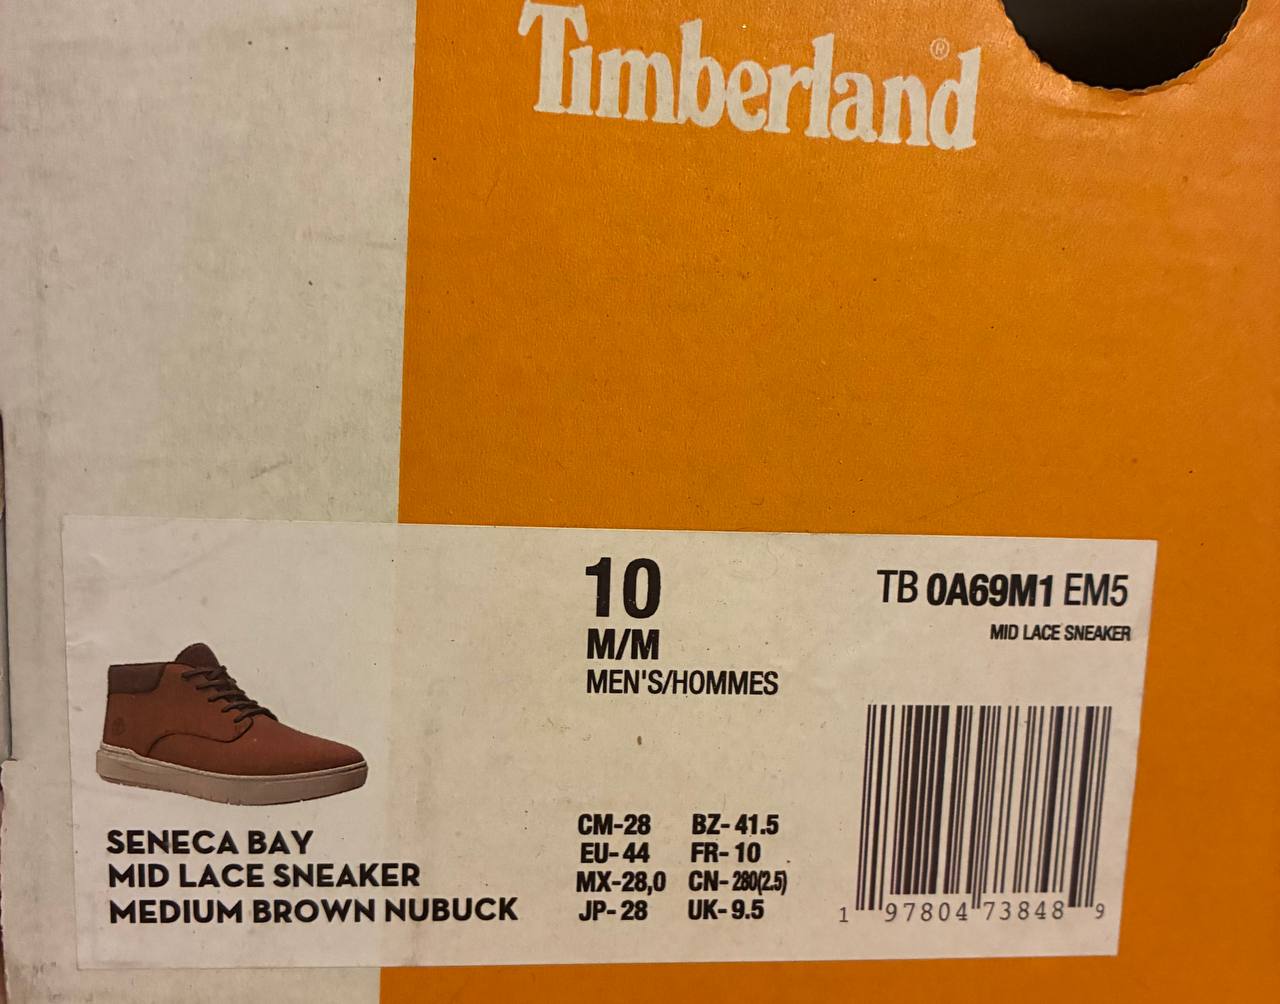 Timberland®
10
M/M
MEN'S/HOMMES
TB 0A69M1 EM5
MID LACE SNEAKER
SENECA BAY
MID LACE SNEAKER
MEDIUM BROWN NUBUCK
CM-28 BZ-41.5
EU-44 FR-10
MX-28,0 CN-280(2.5)
JP-28 UK-9.5
1 97804 73848 9